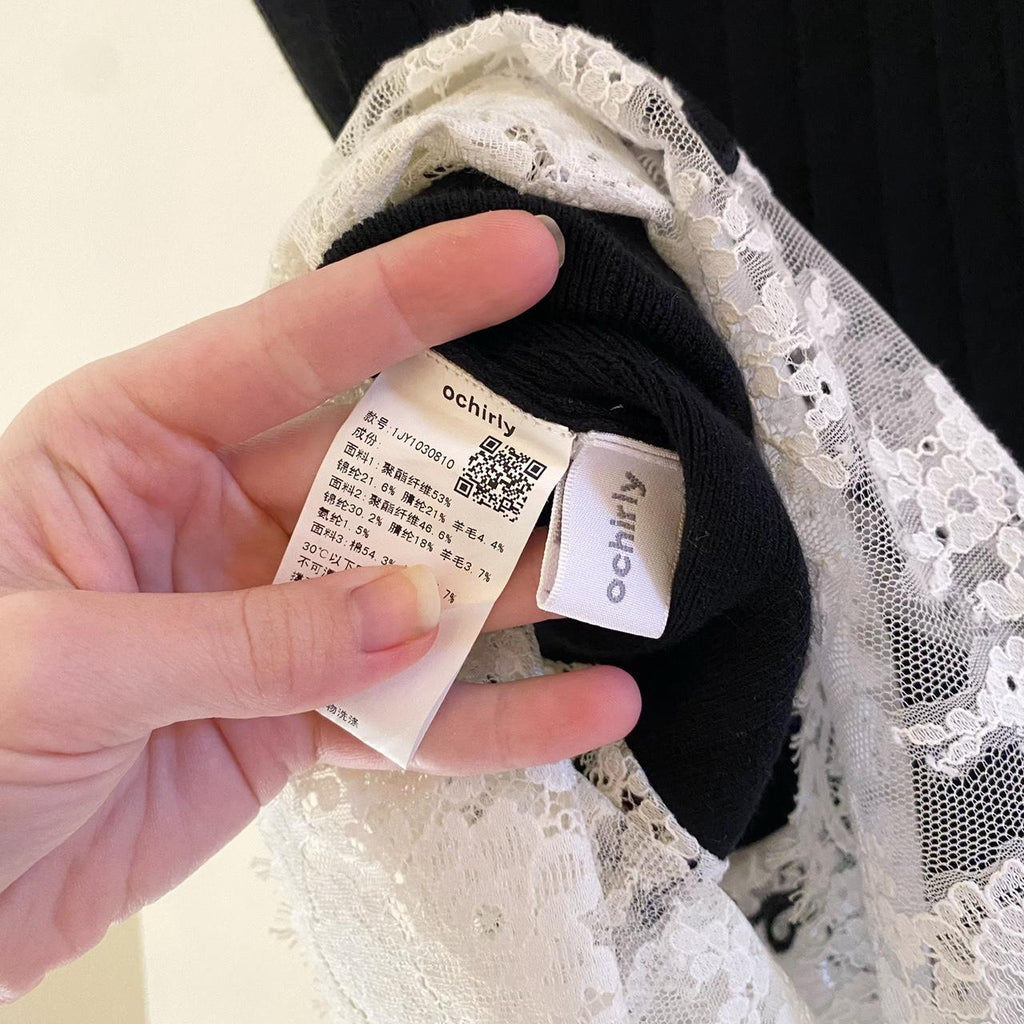 ochirly
款号:1JY1030810
成份:
面料1:聚酯纤维53%
锦纶21.6% 腈纶21% 羊毛4.4%
面料2:聚酯纤维46.6%
锦纶30.2% 腈纶18% 羊毛3.7%
氨纶1.5%
面料3:棉54.3%
7%
30℃以下
不可
物洗涤
ochirly